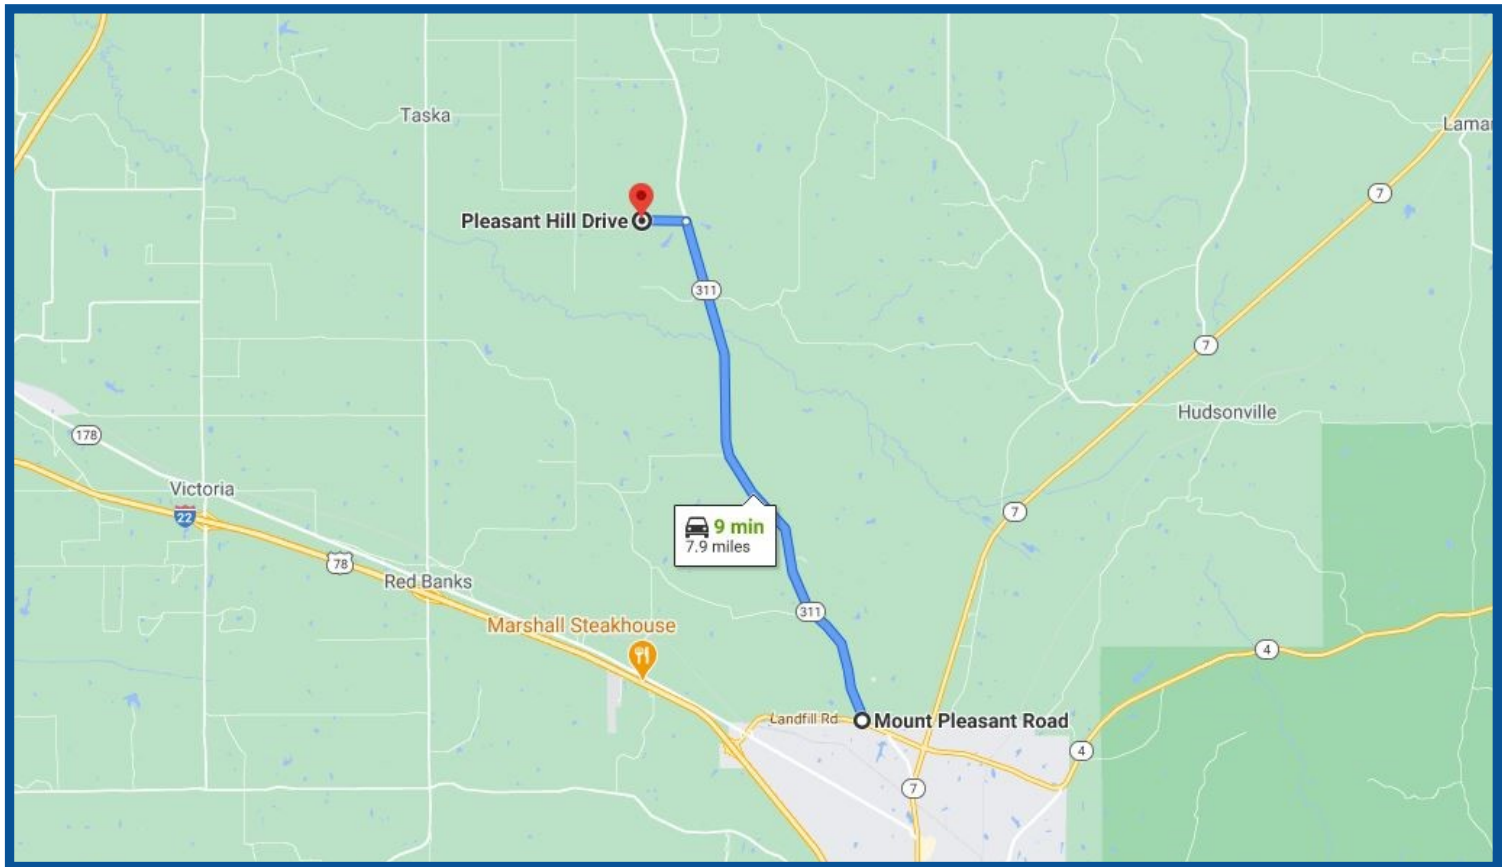 Taska
Lamar
7
Pleasant Hill Drive
311
7
Hudsonville
178
Victoria
22
7
9 min
7.9 miles
78
Red Banks
311
Marshall Steakhouse
4
Landfill Rd
Mount Pleasant Road
4
7